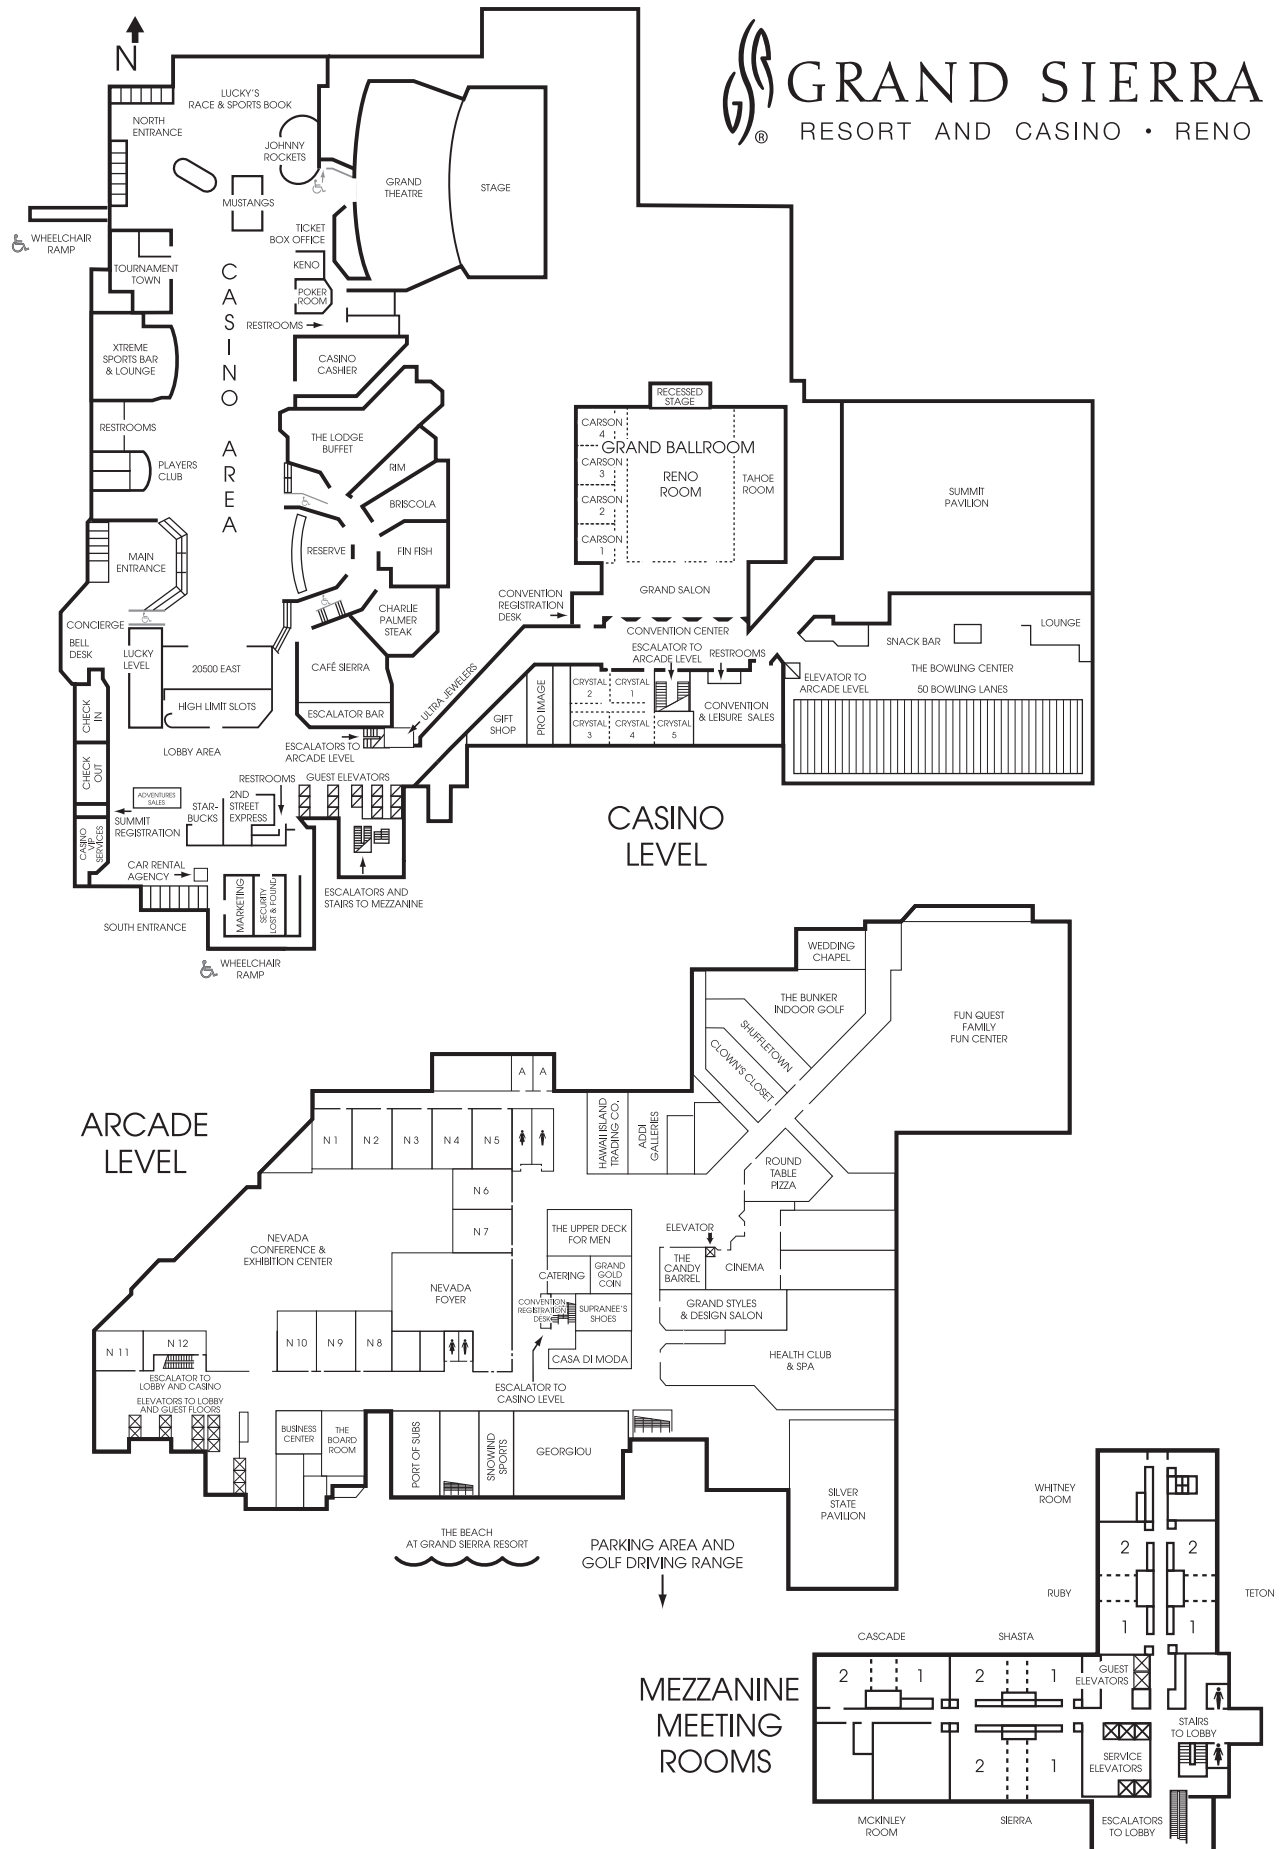 N
GRAND SIERRA
RESORT AND CASINO • RENO
®
LUCKY'S
RACE & SPORTS BOOK
NORTH
ENTRANCE
JOHNNY
ROCKETS
MUSTANGS
GRAND
THEATRE
STAGE
WHEELCHAIR
RAMP
TICKET
BOX OFFICE
KENO
POKER
ROOM
TOURNAMENT
TOWN
CASINO AREA
RESTROOMS
XTREME
SPORTS BAR
& LOUNGE
CASINO
CASHIER
RESTROOMS
PLAYERS
CLUB
THE LODGE
BUFFET
RIM
BRISCOLA
RESERVE
FIN FISH
MAIN
ENTRANCE
CHARLIE
PALMER
STEAK
CONCIERGE
BELL
DESK
LUCKY
LEVEL
20500 EAST
CAFÉ SIERRA
HIGH LIMIT SLOTS
ESCALATOR BAR
ULTRA JEWELERS
CHECK
IN
LOBBY AREA
ESCALATORS TO
ARCADE LEVEL
CHECK
OUT
RESTROOMS
GUEST ELEVATORS
ADVENTURES
SALES
STAR-
BUCKS
2ND
STREET
EXPRESS
SUMMIT
REGISTRATION
CASINO
VIP
SERVICES
CAR RENTAL
AGENCY
MARKETING
SECURITY
LOST & FOUND
ESCALATORS AND
STAIRS TO MEZZANINE
SOUTH ENTRANCE
WHEELCHAIR
RAMP
RECESSED
STAGE
CARSON
4
GRAND BALLROOM
CARSON
3
RENO
ROOM
TAHOE
ROOM
CARSON
2
CARSON
1
SUMMIT
PAVILION
GRAND SALON
CONVENTION
REGISTRATION
DESK
CONVENTION CENTER
ESCALATOR TO
ARCADE LEVEL
RESTROOMS
SNACK BAR
LOUNGE
ELEVATOR TO
ARCADE LEVEL
THE BOWLING CENTER
50 BOWLING LANES
GIFT
SHOP
PRO IMAGE
CRYSTAL
2
CRYSTAL
1
CRYSTAL
3
CRYSTAL
4
CRYSTAL
5
CONVENTION
& LEISURE SALES
CASINO
LEVEL
ARCADE
LEVEL
WEDDING
CHAPEL
THE BUNKER
INDOOR GOLF
SHUFFLETOWN
CLOWN'S CLOSET
FUN QUEST
FAMILY
FUN CENTER
A
A
N 1
N 2
N 3
N 4
N 5
HAWAII ISLAND
TRADING CO.
ADDI
GALLERIES
ROUND
TABLE
PIZZA
N 6
N 7
NEVADA
CONFERENCE &
EXHIBITION CENTER
THE UPPER DECK
FOR MEN
ELEVATOR
CATERING
GRAND
GOLD
COIN
THE
CANDY
BARREL
CINEMA
NEVADA
FOYER
CONVENTION
REGISTRATION
DESK
SUPRANEE'S
SHOES
GRAND STYLES
& DESIGN SALON
N 11
N 12
N 10
N 9
N 8
CASA DI MODA
HEALTH CLUB
& SPA
ESCALATOR TO
LOBBY AND CASINO
ELEVATORS TO LOBBY
AND GUEST FLOORS
ESCALATOR TO
CASINO LEVEL
BUSINESS
CENTER
THE
BOARD
ROOM
PORT OF SUBS
SNOWIND
SPORTS
GEORGIOU
SILVER
STATE
PAVILION
THE BEACH
AT GRAND SIERRA RESORT
PARKING AREA AND
GOLF DRIVING RANGE
WHITNEY
ROOM
2
2
RUBY
TETON
1
1
CASCADE
SHASTA
MEZZANINE
MEETING
ROOMS
2
1
2
1
GUEST
ELEVATORS
STAIRS
TO LOBBY
2
1
SERVICE
ELEVATORS
MCKINLEY
ROOM
SIERRA
ESCALATORS
TO LOBBY